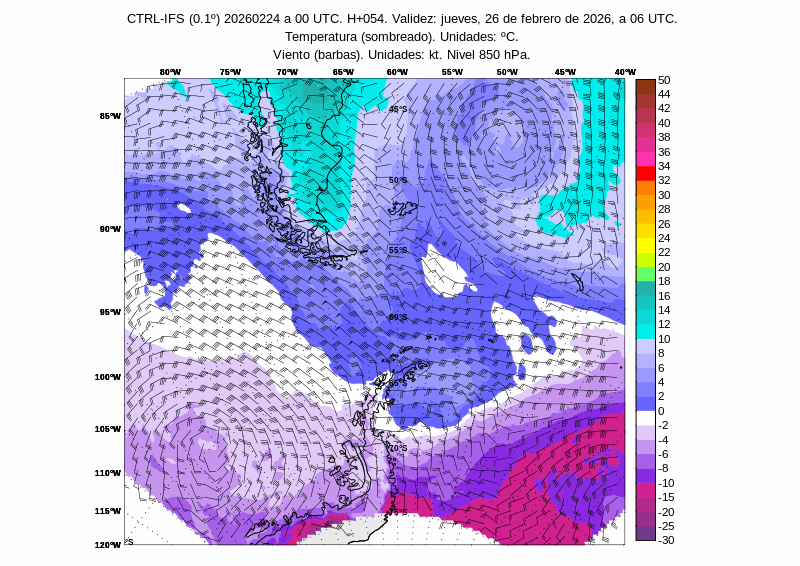 CTRL-IFS (0.1º) 20260224 a 00 UTC. H+054. Validez: jueves, 26 de febrero de 2026, a 06 UTC.
Temperatura (sombreado). Unidades: ºC.
Viento (barbas). Unidades: kt. Nivel 850 hPa.
80°W 75°W 70°W 65°W 60°W 55°W 50°W 45°W 40°W
85°W
90°W
95°W
100°W
105°W
110°W
115°W
120°W
45°S
50°S
55°S
60°S
65°S
70°S
75°S
°S
50
44
42
40
38
36
34
32
30
28
26
24
22
20
18
16
14
12
10
8
6
4
2
0
-2
-4
-6
-8
-10
-15
-20
-25
-30